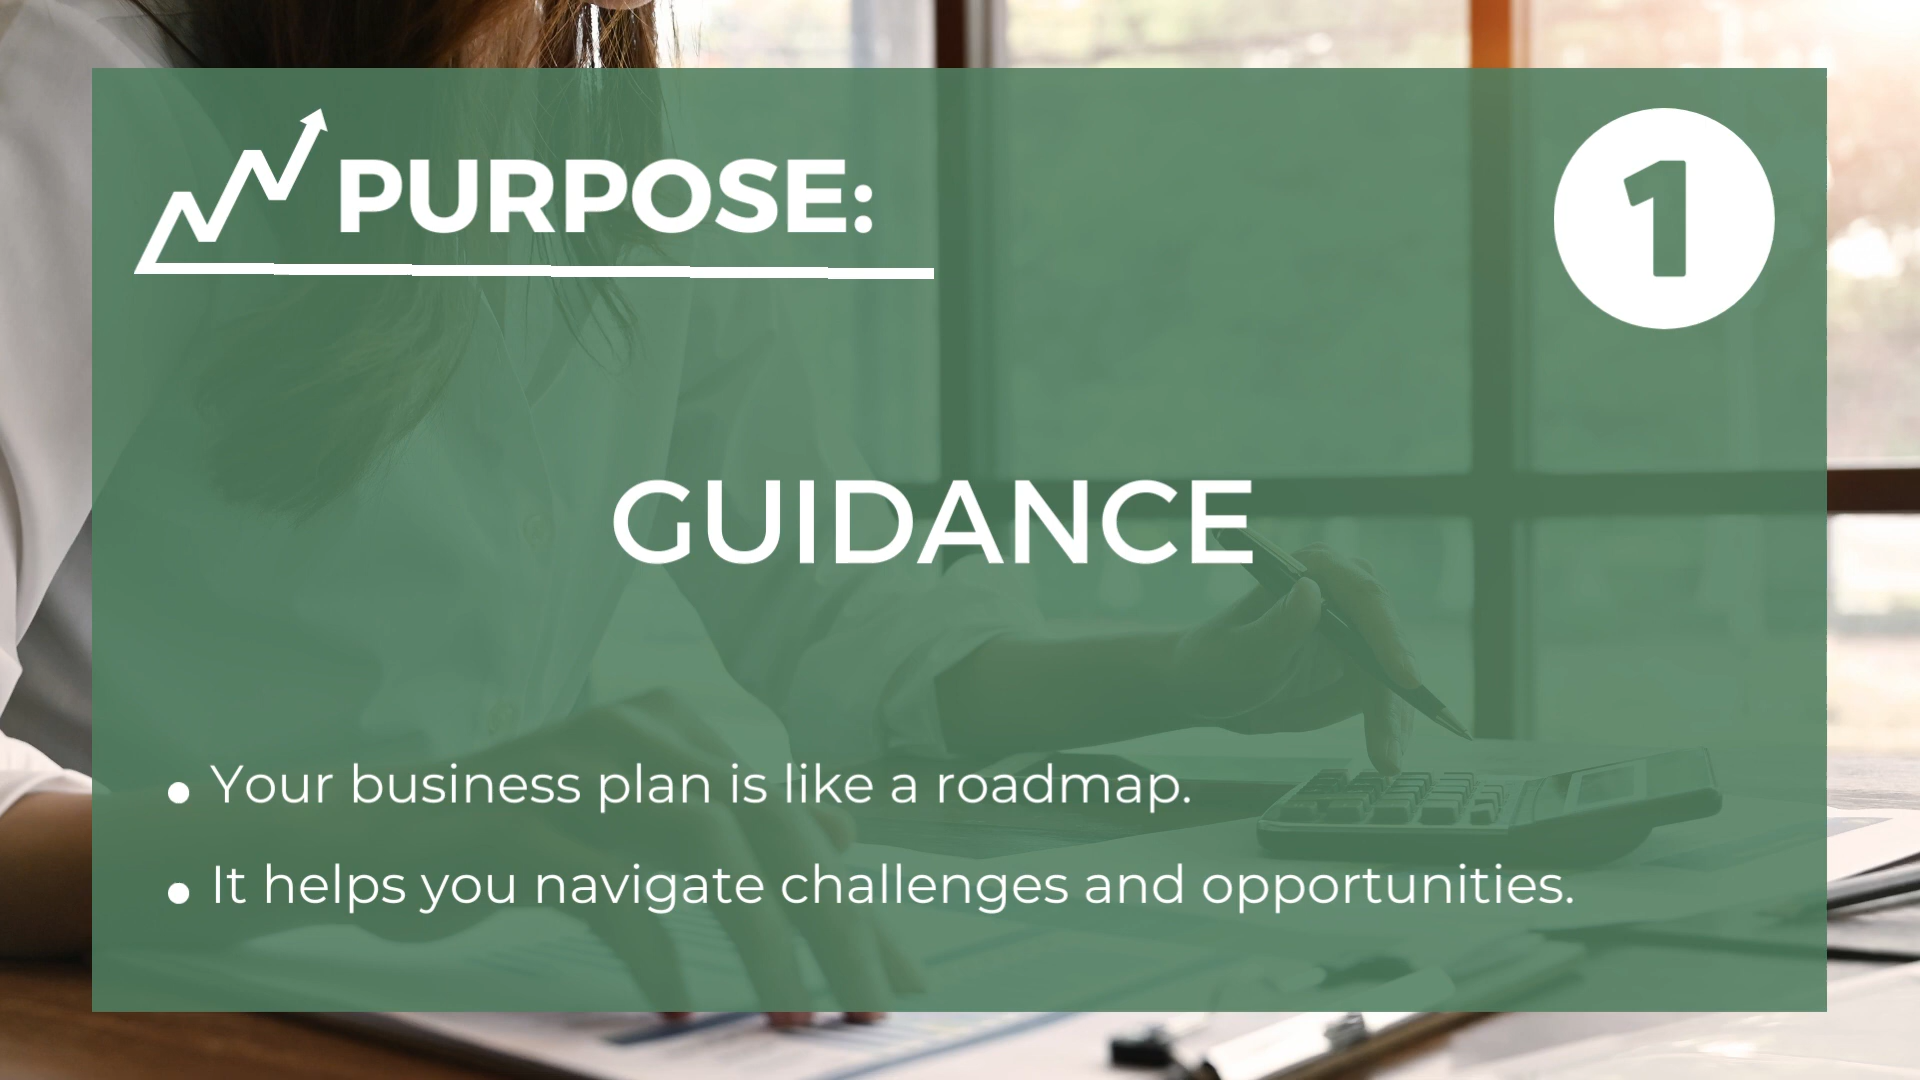 PURPOSE:
1
GUIDANCE
• Your business plan is like a roadmap.
• It helps you navigate challenges and opportunities.